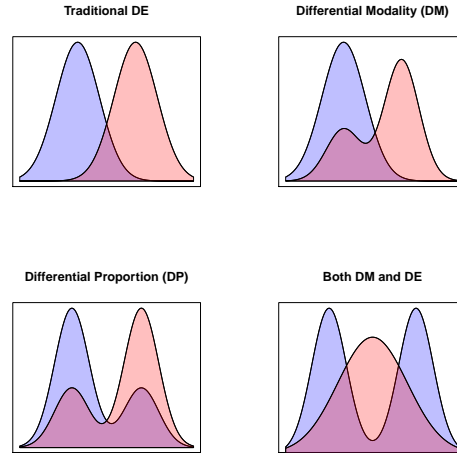 Traditional DE
Differential Modality (DM)
Differential Proportion (DP)
Both DM and DE